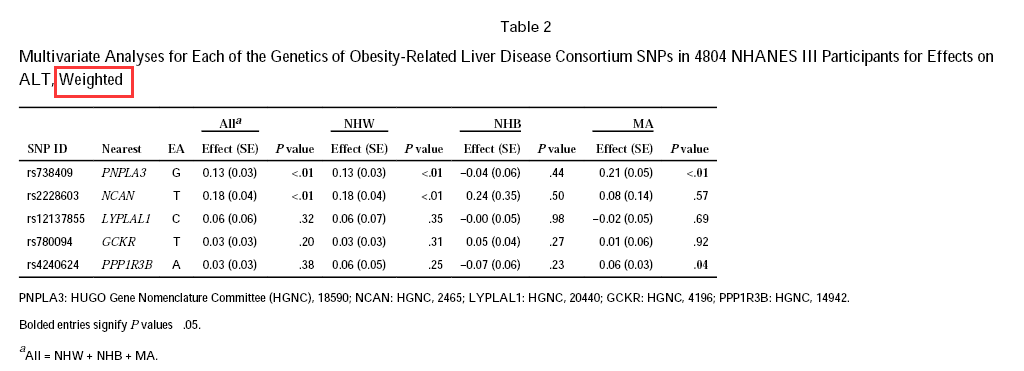 Table 2
Multivariate Analyses for Each of the Genetics of Obesity-Related Liver Disease Consortium SNPs in 4804 NHANES III Participants for Effects on
ALT, Weighted
All^a NHW NHB MA
SNP ID Nearest EA Effect (SE) P value Effect (SE) P value Effect (SE) P value Effect (SE) P value
rs738409 PNPLA3 G 0.13 (0.03) <.01 0.13 (0.03) <.01 −0.04 (0.06) .44 0.21 (0.05) <.01
rs2228603 NCAN T 0.18 (0.04) <.01 0.18 (0.04) <.01 0.24 (0.35) .50 0.08 (0.14) .57
rs12137855 LYPLAL1 C 0.06 (0.06) .32 0.06 (0.07) .35 −0.00 (0.05) .98 −0.02 (0.05) .69
rs780094 GCKR T 0.03 (0.03) .20 0.03 (0.03) .31 0.05 (0.04) .27 0.01 (0.06) .92
rs4240624 PPP1R3B A 0.03 (0.03) .38 0.06 (0.05) .25 −0.07 (0.06) .23 0.06 (0.03) .04
PNPLA3: HUGO Gene Nomenclature Committee (HGNC), 18590; NCAN: HGNC, 2465; LYPLAL1: HGNC, 20440; GCKR: HGNC, 4196; PPP1R3B: HGNC, 14942.
Bolded entries signify P values .05.
^aAll = NHW + NHB + MA.